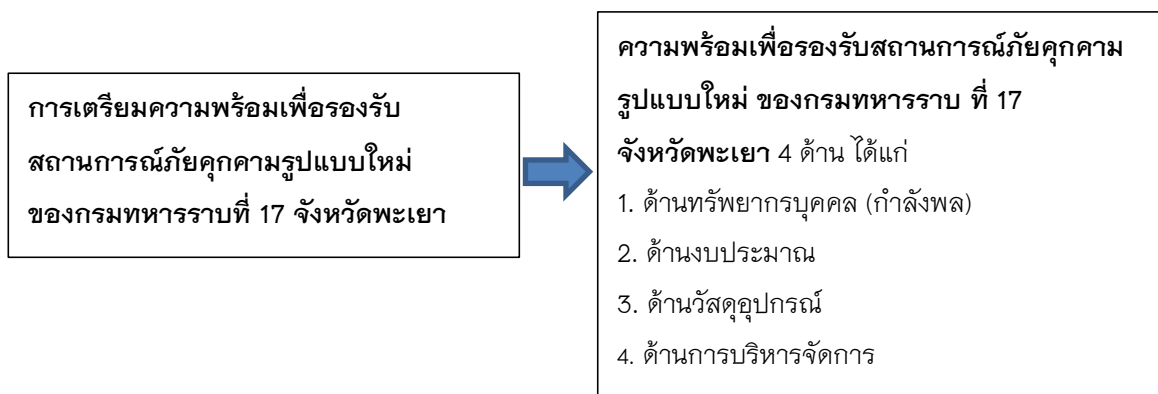 การเตรียมความพร้อมเพื่อรองรับ
สถานการณ์ภัยคุกคามรูปแบบใหม่
ของกรมทหารราบที่ 17 จังหวัดพะเยา
ความพร้อมเพื่อรองรับสถานการณ์ภัยคุกคาม
รูปแบบใหม่ ของกรมทหารราบ ที่ 17
จังหวัดพะเยา 4 ด้าน ได้แก่
1. ด้านทรัพยากรบุคคล (กำลังพล)
2. ด้านงบประมาณ
3. ด้านวัสดุอุปกรณ์
4. ด้านการบริหารจัดการ